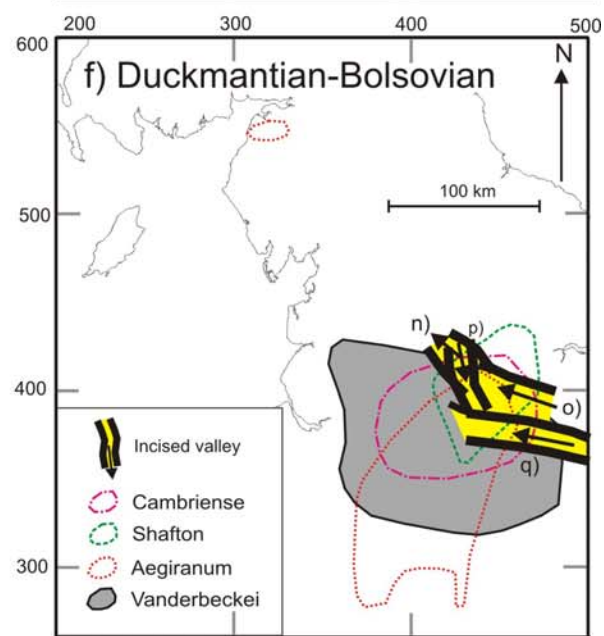 200 300 400 500
600
f) Duckmantian-Bolsovian
N
100 km
500
n) p)
400
o)
q)
Incised valley
Cambriense
Shafton
Aegiranum
300
Vanderbeckei